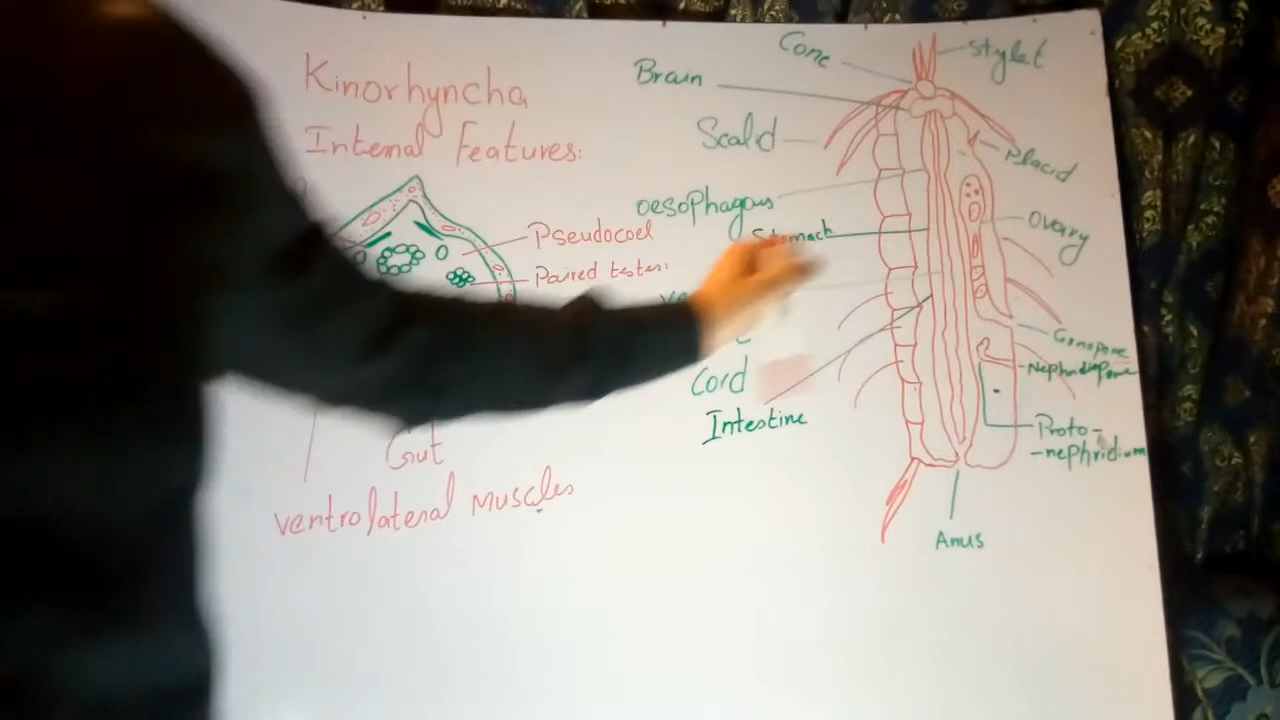 Kinorhyncha
Internal Features:
Pseudocoel
Paired testes:
Gut
ventrolateral muscles
Cone
stylet
Brain
Scalid
Placid
oesophagous
Ovary
Stomach
Gonopore
Nephridiopore
Cord
Intestine
Proto-
-nephridium
Anus